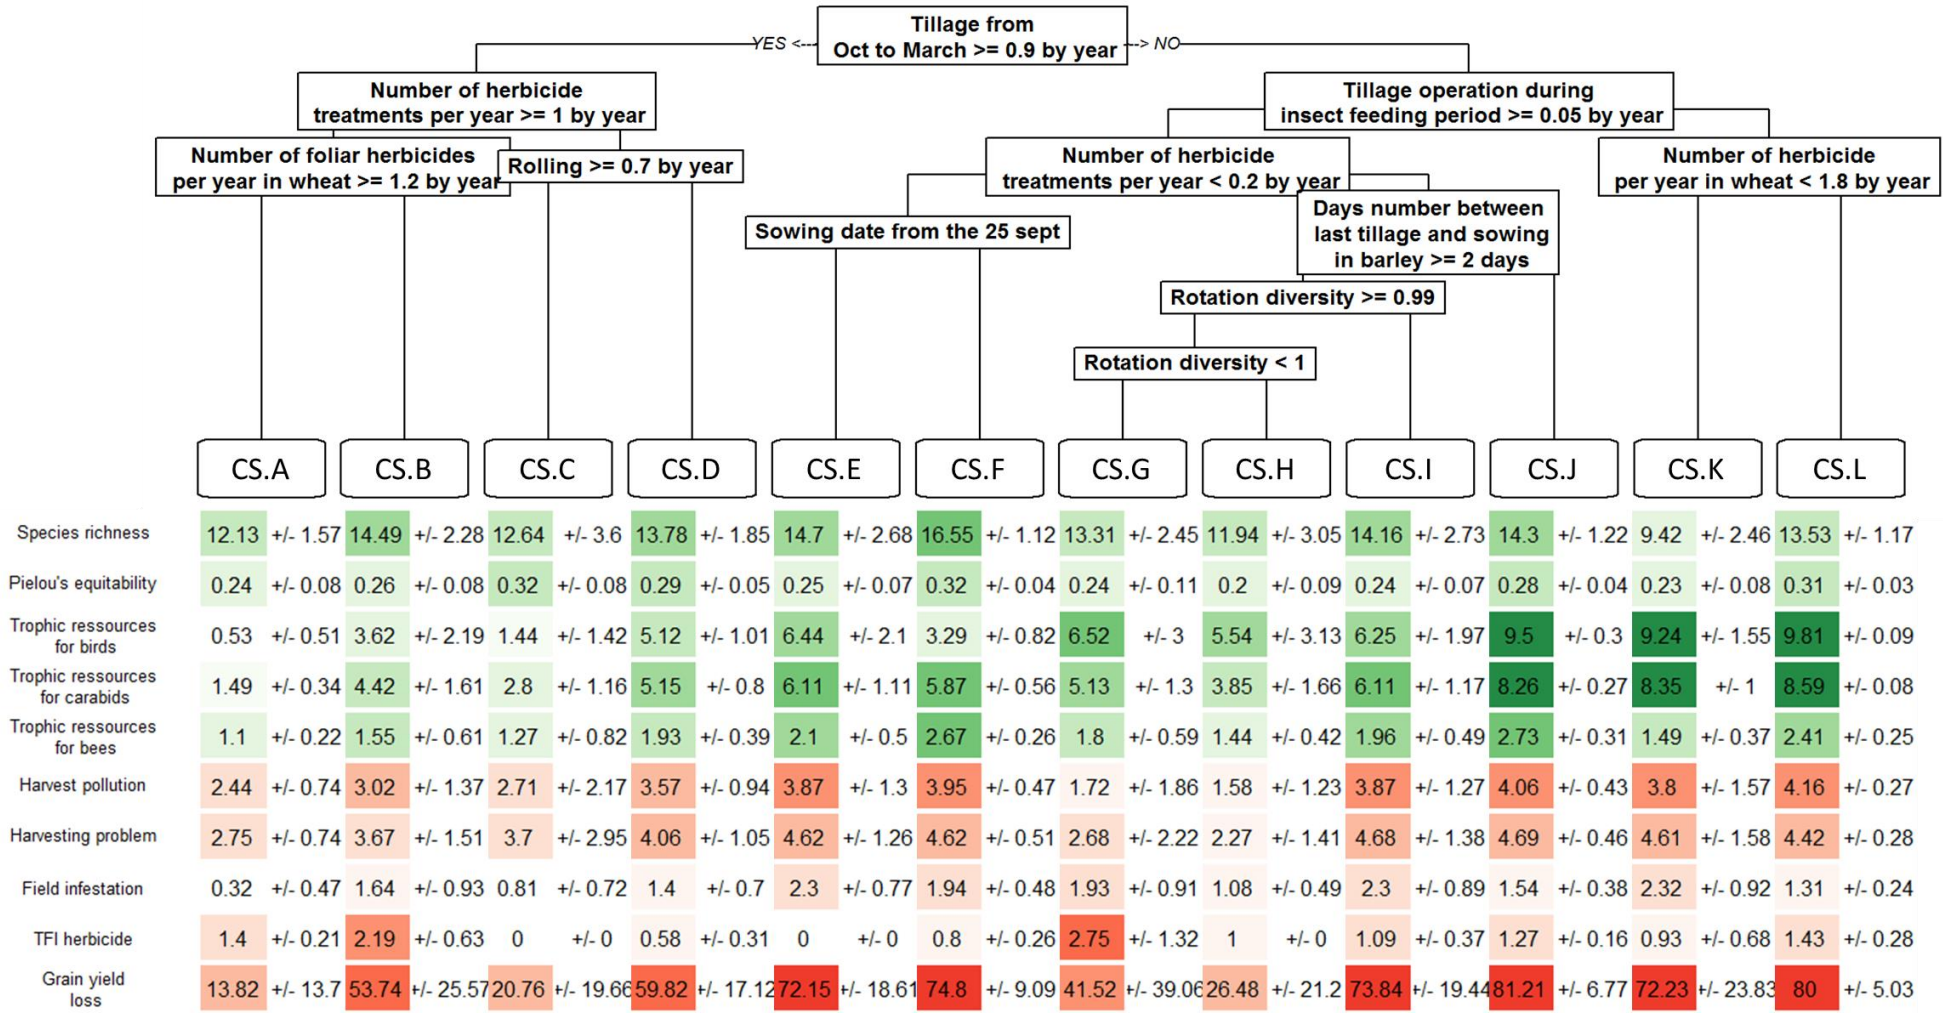 Tillage from
Oct to March >= 0.9 by year
YES <---
---> NO
Number of herbicide
treatments per year >= 1 by year
Tillage operation during
insect feeding period >= 0.05 by year
Number of foliar herbicides
per year in wheat >= 1.2 by year
Rolling >= 0.7 by year
Number of herbicide
treatments per year < 0.2 by year
Number of herbicide
per year in wheat < 1.8 by year
Sowing date from the 25 sept
Days number between
last tillage and sowing
in barley >= 2 days
Rotation diversity >= 0.99
Rotation diversity < 1
CS.A CS.B CS.C CS.D CS.E CS.F CS.G CS.H CS.I CS.J CS.K CS.L
Species richness 12.13 +/- 1.57 14.49 +/- 2.28 12.64 +/- 3.6 13.78 +/- 1.85 14.7 +/- 2.68 16.55 +/- 1.12 13.31 +/- 2.45 11.94 +/- 3.05 14.16 +/- 2.73 14.3 +/- 1.22 9.42 +/- 2.46 13.53 +/- 1.17
Pielou's equitability 0.24 +/- 0.08 0.26 +/- 0.08 0.32 +/- 0.08 0.29 +/- 0.05 0.25 +/- 0.07 0.32 +/- 0.04 0.24 +/- 0.11 0.2 +/- 0.09 0.24 +/- 0.07 0.28 +/- 0.04 0.23 +/- 0.08 0.31 +/- 0.03
Trophic ressources
for birds
0.53 +/- 0.51 3.62 +/- 2.19 1.44 +/- 1.42 5.12 +/- 1.01 6.44 +/- 2.1 3.29 +/- 0.82 6.52 +/- 3 5.54 +/- 3.13 6.25 +/- 1.97 9.5 +/- 0.3 9.24 +/- 1.55 9.81 +/- 0.09
Trophic ressources
for carabids
1.49 +/- 0.34 4.42 +/- 1.61 2.8 +/- 1.16 5.15 +/- 0.8 6.11 +/- 1.11 5.87 +/- 0.56 5.13 +/- 1.3 3.85 +/- 1.66 6.11 +/- 1.17 8.26 +/- 0.27 8.35 +/- 1 8.59 +/- 0.08
Trophic ressources
for bees
1.1 +/- 0.22 1.55 +/- 0.61 1.27 +/- 0.82 1.93 +/- 0.39 2.1 +/- 0.5 2.67 +/- 0.26 1.8 +/- 0.59 1.44 +/- 0.42 1.96 +/- 0.49 2.73 +/- 0.31 1.49 +/- 0.37 2.41 +/- 0.25
Harvest pollution 2.44 +/- 0.74 3.02 +/- 1.37 2.71 +/- 2.17 3.57 +/- 0.94 3.87 +/- 1.3 3.95 +/- 0.47 1.72 +/- 1.86 1.58 +/- 1.23 3.87 +/- 1.27 4.06 +/- 0.43 3.8 +/- 1.57 4.16 +/- 0.27
Harvesting problem 2.75 +/- 0.74 3.67 +/- 1.51 3.7 +/- 2.95 4.06 +/- 1.05 4.62 +/- 1.26 4.62 +/- 0.51 2.68 +/- 2.22 2.27 +/- 1.41 4.68 +/- 1.38 4.69 +/- 0.46 4.61 +/- 1.58 4.42 +/- 0.28
Field infestation 0.32 +/- 0.47 1.64 +/- 0.93 0.81 +/- 0.72 1.4 +/- 0.7 2.3 +/- 0.77 1.94 +/- 0.48 1.93 +/- 0.91 1.08 +/- 0.49 2.3 +/- 0.89 1.54 +/- 0.38 2.32 +/- 0.92 1.31 +/- 0.24
TFI herbicide 1.4 +/- 0.21 2.19 +/- 0.63 0 +/- 0 0.58 +/- 0.31 0 +/- 0 0.8 +/- 0.26 2.75 +/- 1.32 1 +/- 0 1.09 +/- 0.37 1.27 +/- 0.16 0.93 +/- 0.68 1.43 +/- 0.28
Grain yield
loss
13.82 +/- 13.7 53.74 +/- 25.57 20.76 +/- 19.66 59.82 +/- 17.12 72.15 +/- 18.61 74.8 +/- 9.09 41.52 +/- 39.06 26.48 +/- 21.2 73.84 +/- 19.44 81.21 +/- 6.77 72.23 +/- 23.83 80 +/- 5.03